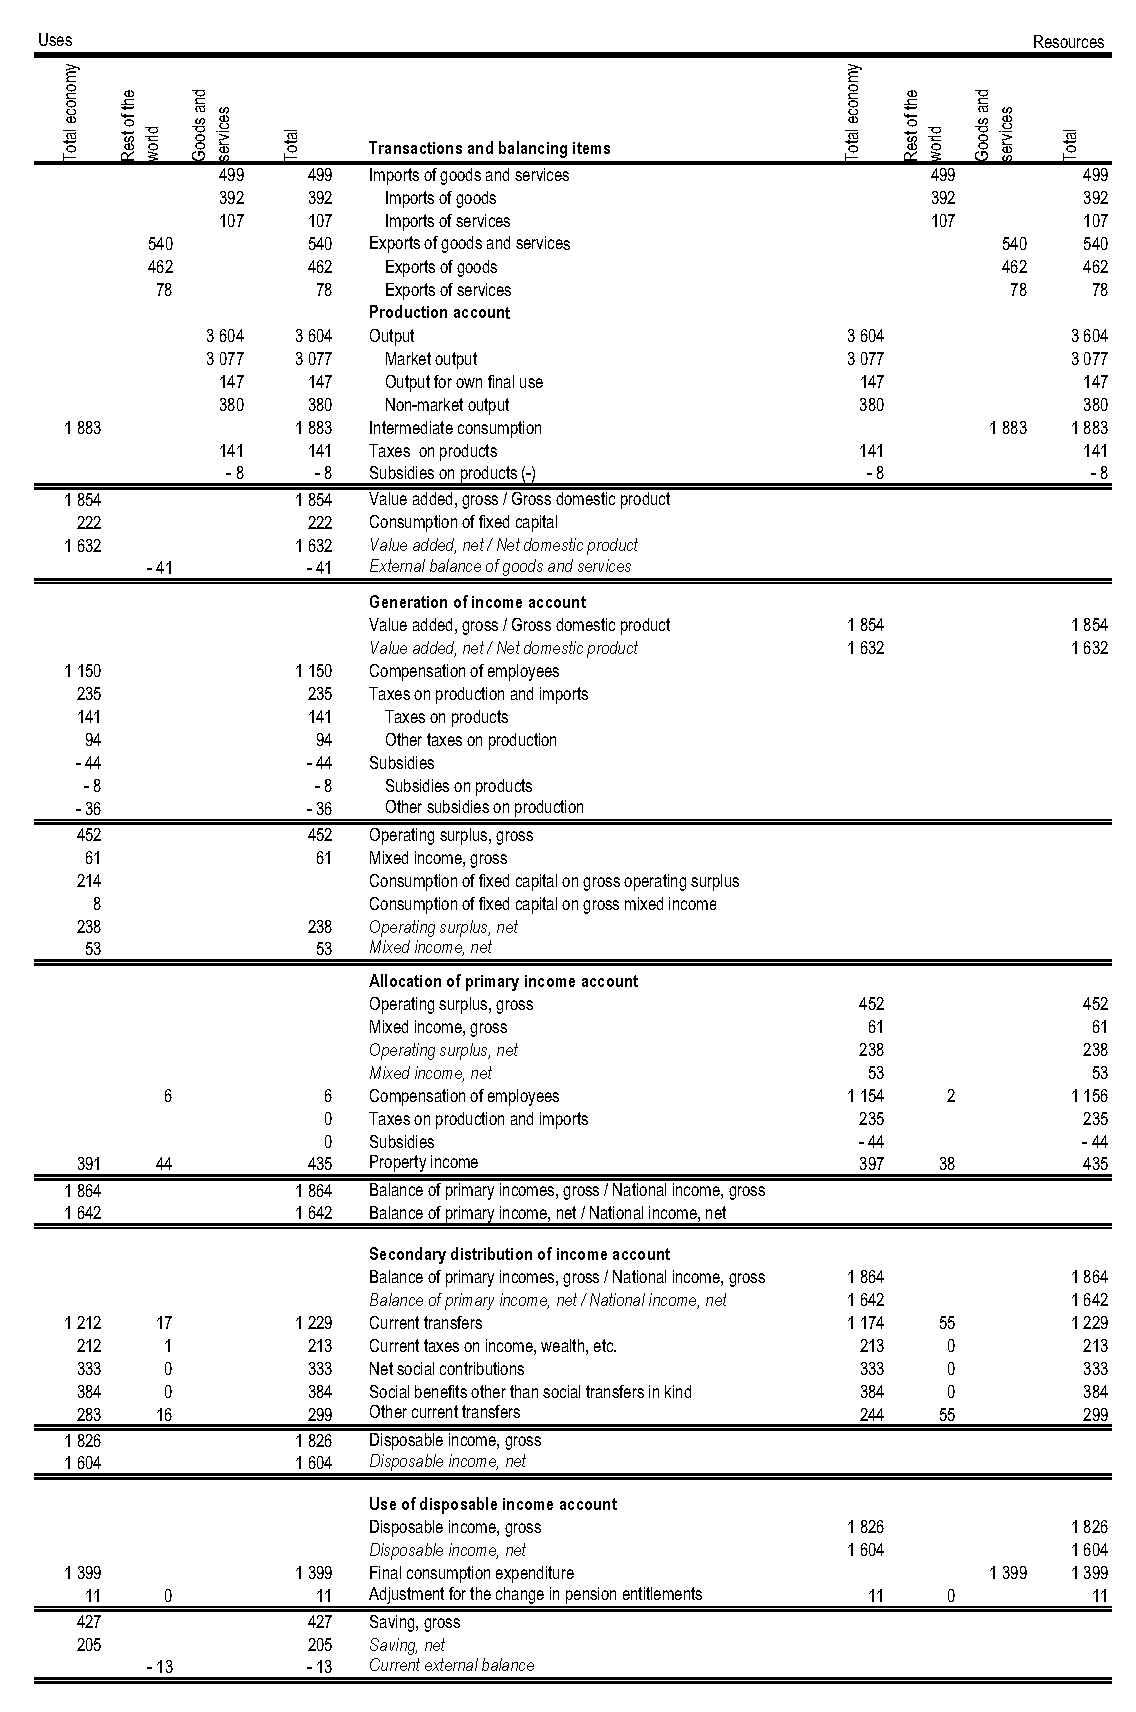 Uses Resources
Total economy Rest of the world Goods and services Total Transactions and balancing items Total economy Rest of the world Goods and services Total
499 499 Imports of goods and services 499 499
392 392 Imports of goods 392 392
107 107 Imports of services 107 107
540 540 Exports of goods and services 540 540
462 462 Exports of goods 462 462
78 78 Exports of services 78 78
Production account
3 604 3 604 Output 3 604 3 604
3 077 3 077 Market output 3 077 3 077
147 147 Output for own final use 147 147
380 380 Non-market output 380 380
1 883 1 883 Intermediate consumption 1 883 1 883
141 141 Taxes on products 141 141
- 8 - 8 Subsidies on products (-) - 8 - 8
1 854 1 854 Value added, gross / Gross domestic product
222 222 Consumption of fixed capital
1 632 1 632 Value added, net / Net domestic product
- 41 - 41 External balance of goods and services
Generation of income account
Value added, gross / Gross domestic product 1 854 1 854
Value added, net / Net domestic product 1 632 1 632
1 150 1 150 Compensation of employees
235 235 Taxes on production and imports
141 141 Taxes on products
94 94 Other taxes on production
- 44 - 44 Subsidies
- 8 - 8 Subsidies on products
- 36 - 36 Other subsidies on production
452 452 Operating surplus, gross
61 61 Mixed income, gross
214 Consumption of fixed capital on gross operating surplus
8 Consumption of fixed capital on gross mixed income
238 238 Operating surplus, net
53 53 Mixed income, net
Allocation of primary income account
Operating surplus, gross 452 452
Mixed income, gross 61 61
Operating surplus, net 238 238
Mixed income, net 53 53
6 6 Compensation of employees 1 154 2 1 156
0 Taxes on production and imports 235 235
0 Subsidies - 44 - 44
391 44 435 Property income 397 38 435
1 864 1 864 Balance of primary incomes, gross / National income, gross
1 642 1 642 Balance of primary income, net / National income, net
Secondary distribution of income account
Balance of primary incomes, gross / National income, gross 1 864 1 864
Balance of primary income, net / National income, net 1 642 1 642
1 212 17 1 229 Current transfers 1 174 55 1 229
212 1 213 Current taxes on income, wealth, etc. 213 0 213
333 0 333 Net social contributions 333 0 333
384 0 384 Social benefits other than social transfers in kind 384 0 384
283 16 299 Other current transfers 244 55 299
1 826 1 826 Disposable income, gross
1 604 1 604 Disposable income, net
Use of disposable income account
Disposable income, gross 1 826 1 826
Disposable income, net 1 604 1 604
1 399 1 399 Final consumption expenditure 1 399 1 399
11 0 11 Adjustment for the change in pension entitlements 11 0 11
427 427 Saving, gross
205 205 Saving, net
- 13 - 13 Current external balance